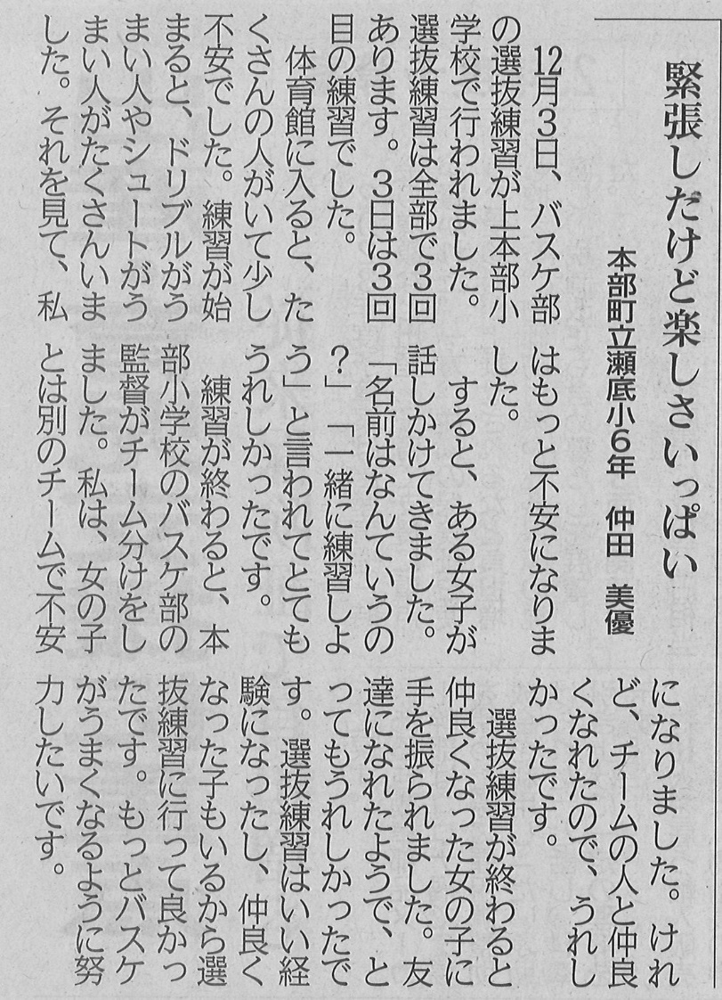 緊張したけど楽しさいっぱい
本部町立瀬底小6年　仲田　美優
　12月3日、バスケ部
の選抜練習が上本部小
学校で行われました。
選抜練習は全部で3回
あります。3日は3回
目の練習でした。
　体育館に入ると、た
くさんの人がいて少し
不安でした。練習が始
まると、ドリブルがう
まい人やシュートがう
まい人がたくさんいま
した。それを見て、私
はもっと不安になりま
した。
　すると、ある女子が
話しかけてきました。
「名前はなんていうの
?」「一緒に練習しよ
う」と言われてとても
うれしかったです。
　練習が終わると、本
部小学校のバスケ部の
監督がチーム分けをし
ました。私は、女の子
とは別のチームで不安
になりました。けれ
ど、チームの人と仲良
くなれたので、うれし
かったです。
　選抜練習が終わると
仲良くなった女の子に
手を振られました。友
達になれたようで、と
ってもうれしかったで
す。選抜練習はいい経
験になったし、仲良く
なった子もいるから選
抜練習に行って良かっ
たです。もっとバスケ
がうまくなるように努
力したいです。